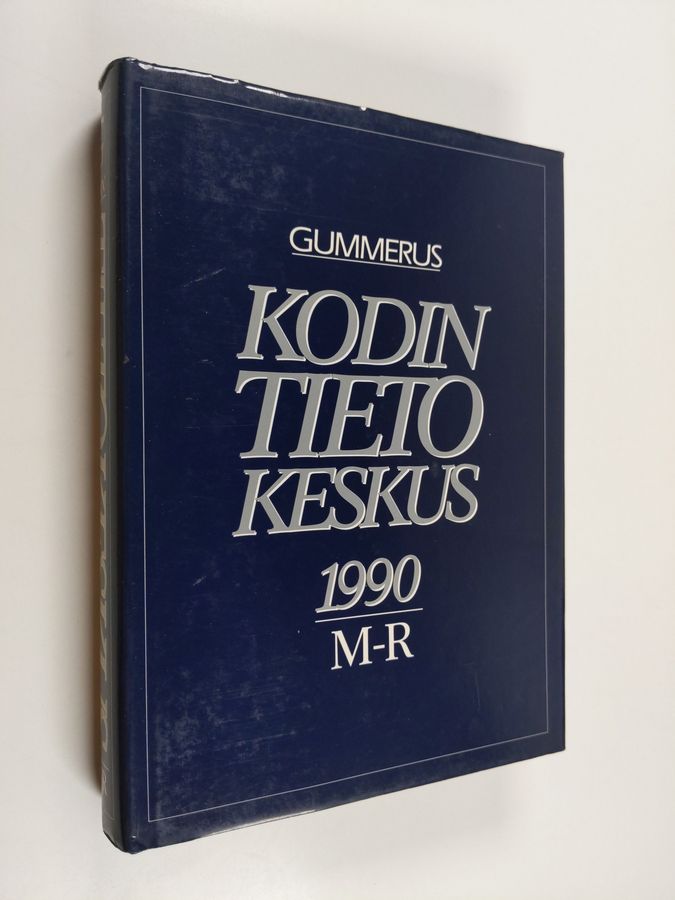 GUMMERUS
KODIN
TIETO
KESKUS
1990
M-R